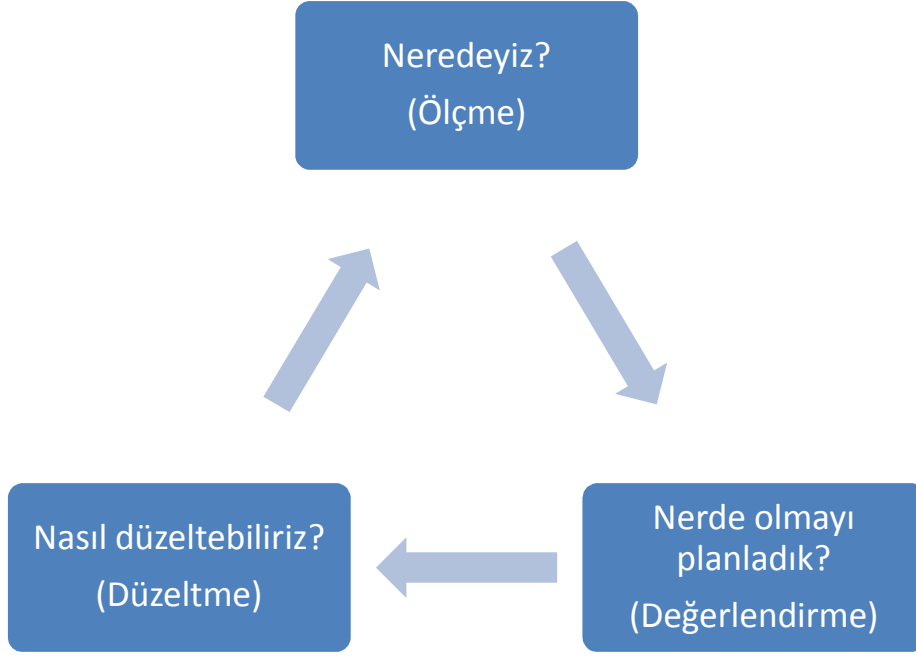 Neredeyiz?
(Ölçme)
Nerde olmayı
planladık?
(Değerlendirme)
Nasıl düzeltebiliriz?
(Düzeltme)